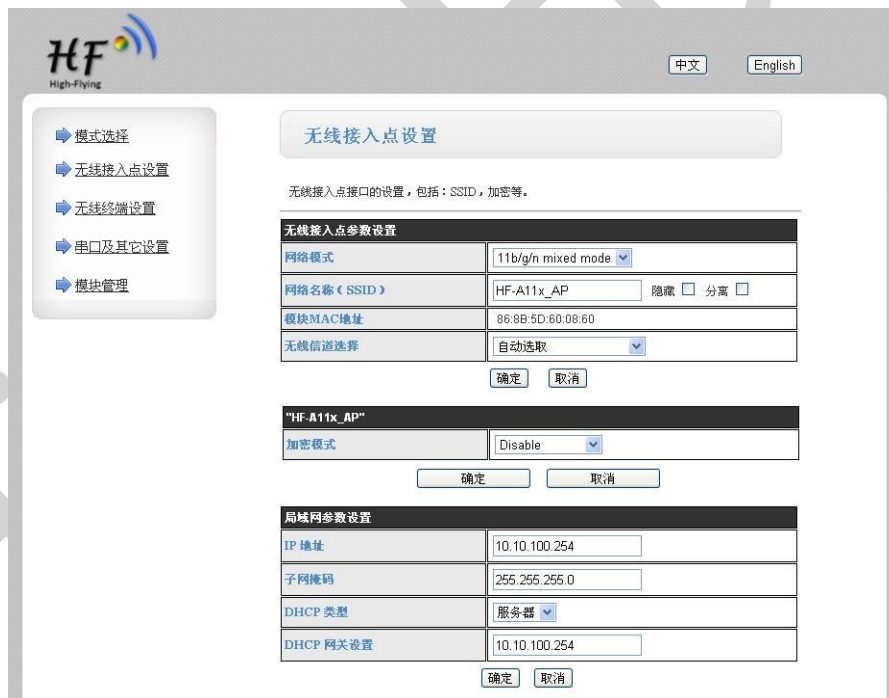 HF
High-Flying
中文 English
模式选择
无线接入点设置
无线终端设置
串口及其它设置
模块管理
无线接入点设置
无线接入点接口的设置，包括：SSID，加密等。
无线接入点参数设置
网络模式 11b/g/n mixed mode
网络名称（SSID） HF-A11x_AP 隐藏 分离
模块MAC地址 86:8B:5D:60:08:60
无线信道选择 自动选取
确定 取消
"HF-A11x_AP"
加密模式 Disable
确定 取消
局域网参数设置
IP 地址 10.10.100.254
子网掩码 255.255.255.0
DHCP 类型 服务器
DHCP 网关设置 10.10.100.254
确定 取消